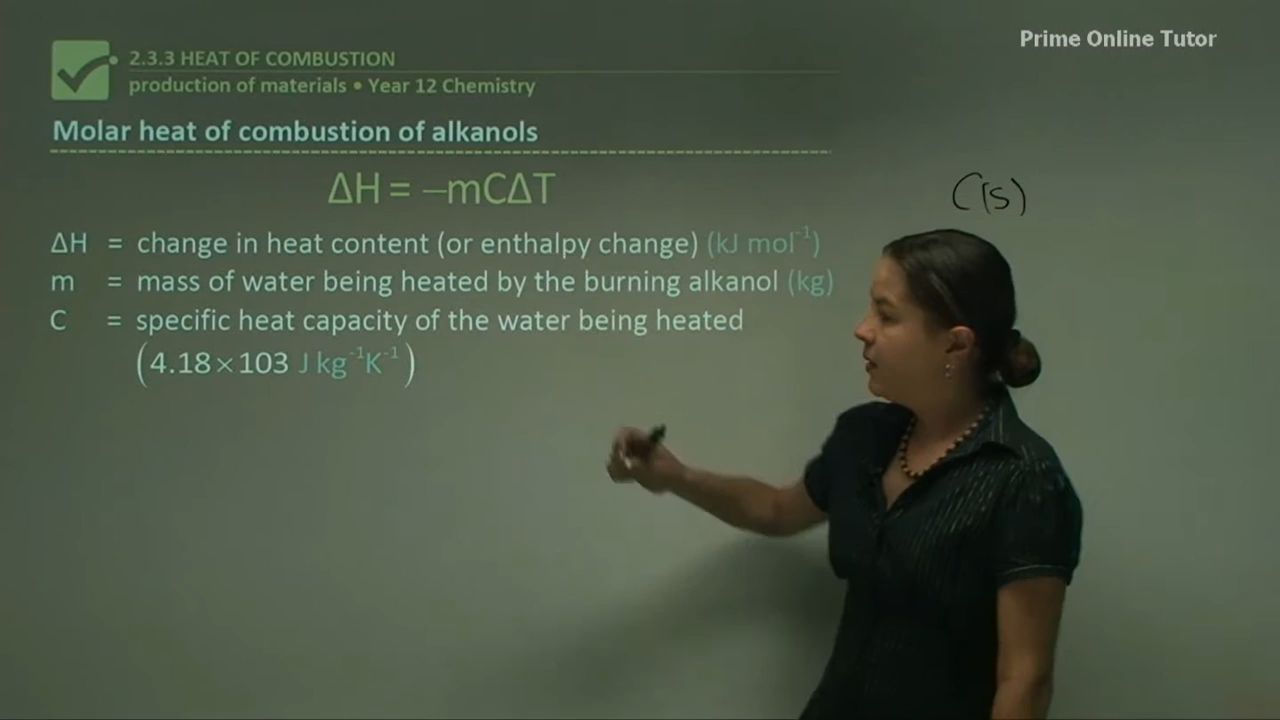 Prime Online Tutor
2.3.3 HEAT OF COMBUSTION
production of materials • Year 12 Chemistry
Molar heat of combustion of alkanols
ΔH = –mCΔT
C(s)
ΔH = change in heat content (or enthalpy change) (kJ mol⁻¹)
m = mass of water being heated by the burning alkanol (kg)
C = specific heat capacity of the water being heated
(4.18 × 103 J kg⁻¹K⁻¹)